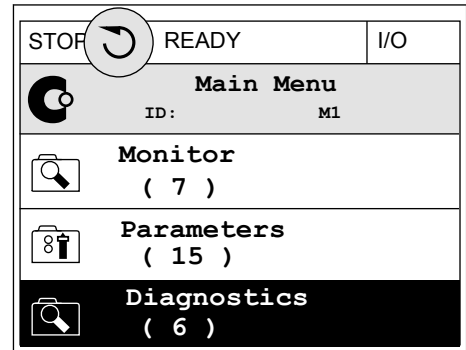 STOP READY I/O
Main Menu
ID: M1
Monitor
( 7 )
Parameters
( 15 )
Diagnostics
( 6 )